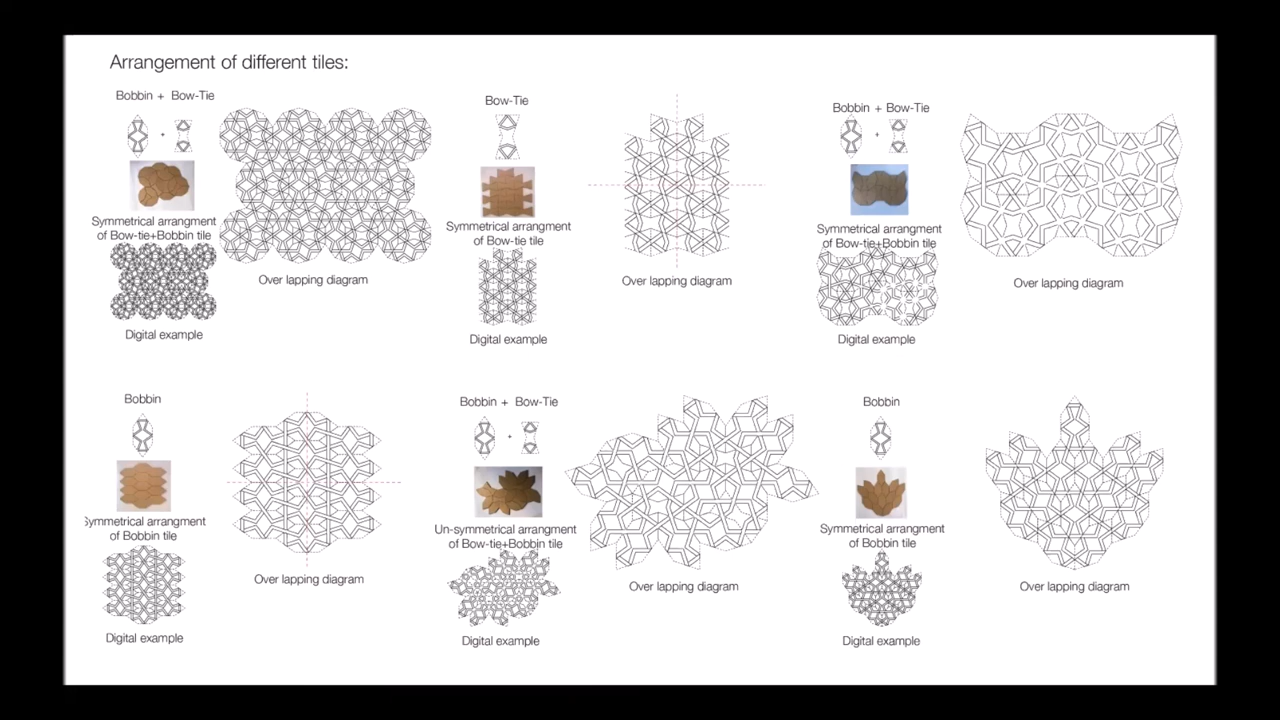 Arrangement of different tiles:
Bobbin + Bow-Tie
+
Symmetrical arrangment
of Bow-tie+Bobbin tile
Digital example
Over lapping diagram
Bow-Tie
Symmetrical arrangment
of Bow-tie tile
Digital example
Over lapping diagram
Bobbin + Bow-Tie
+
Symmetrical arrangment
of Bow-tie+Bobbin tile
Digital example
Over lapping diagram
Bobbin
Symmetrical arrangment
of Bobbin tile
Digital example
Over lapping diagram
Bobbin + Bow-Tie
+
Un-symmetrical arrangment
of Bow-tie+Bobbin tile
Digital example
Over lapping diagram
Bobbin
Symmetrical arrangment
of Bobbin tile
Digital example
Over lapping diagram